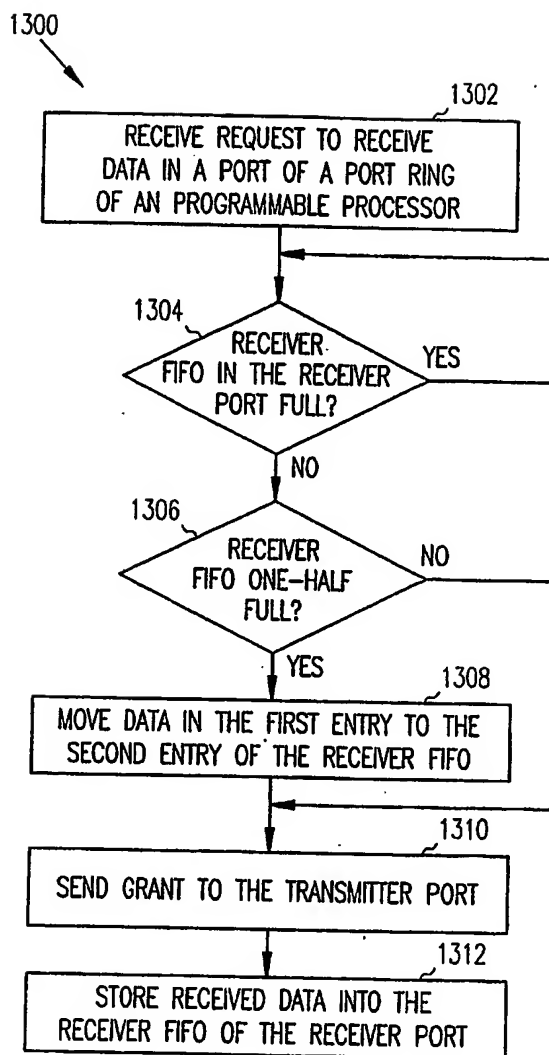 1300
1302
RECEIVE REQUEST TO RECEIVE
DATA IN A PORT OF A PORT RING
OF AN PROGRAMMABLE PROCESSOR
1304
RECEIVER
FIFO IN THE RECEIVER
PORT FULL?
YES
NO
1306
RECEIVER
FIFO ONE-HALF
FULL?
NO
YES
1308
MOVE DATA IN THE FIRST ENTRY TO THE
SECOND ENTRY OF THE RECEIVER FIFO
1310
SEND GRANT TO THE TRANSMITTER PORT
1312
STORE RECEIVED DATA INTO THE
RECEIVER FIFO OF THE RECEIVER PORT